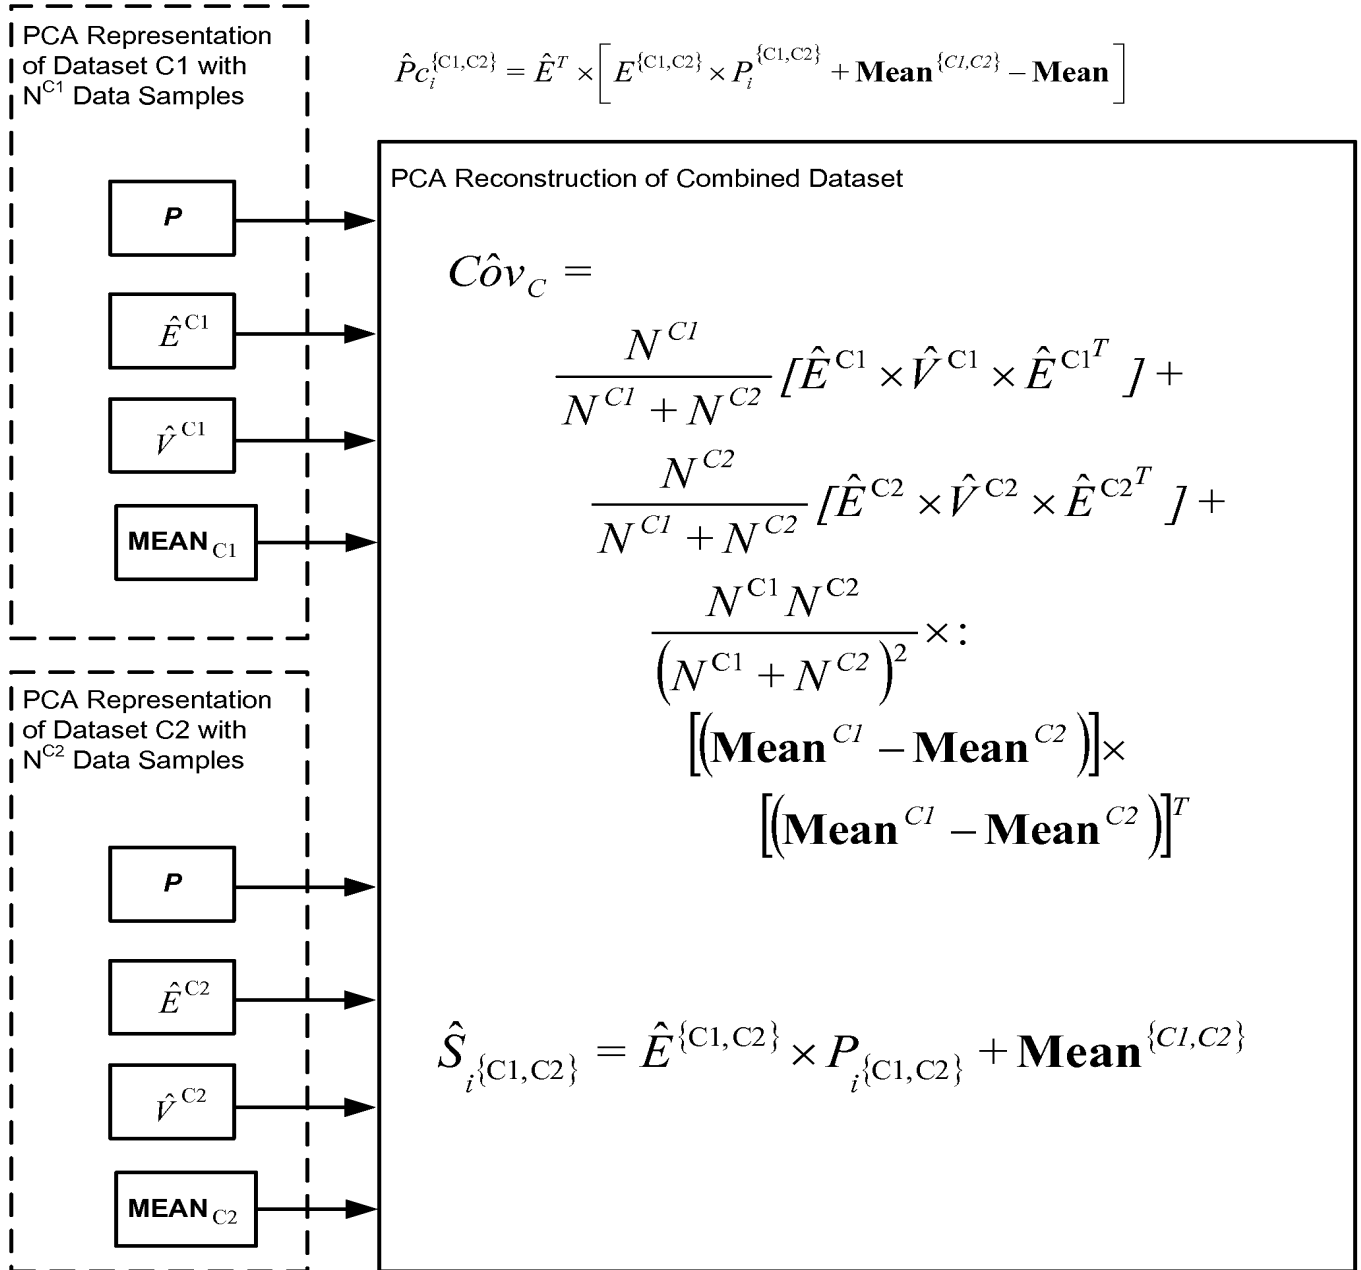 PCA Representation
of Dataset C1 with
N^C1 Data Samples
P̂c_i^{C1,C2} = Ê^T × [E^{C1,C2} × P_i^{C1,C2} + Mean^{C1,C2} − Mean]
P
Ê^C1
V̂^C1
MEAN_C1
PCA Representation
of Dataset C2 with
N^C2 Data Samples
P
Ê^C2
V̂^C2
MEAN_C2
PCA Reconstruction of Combined Dataset
Côv_C =
N^C1 / (N^C1 + N^C2) [Ê^C1 × V̂^C1 × Ê^C1^T ] +
N^C2 / (N^C1 + N^C2) [Ê^C2 × V̂^C2 × Ê^C2^T ] +
N^C1 N^C2 / (N^C1 + N^C2)^2 ×:
[(Mean^C1 − Mean^C2)]×
[(Mean^C1 − Mean^C2)]^T
Ŝ_i{C1,C2} = Ê^{C1,C2} × P_i{C1,C2} + Mean^{C1,C2}